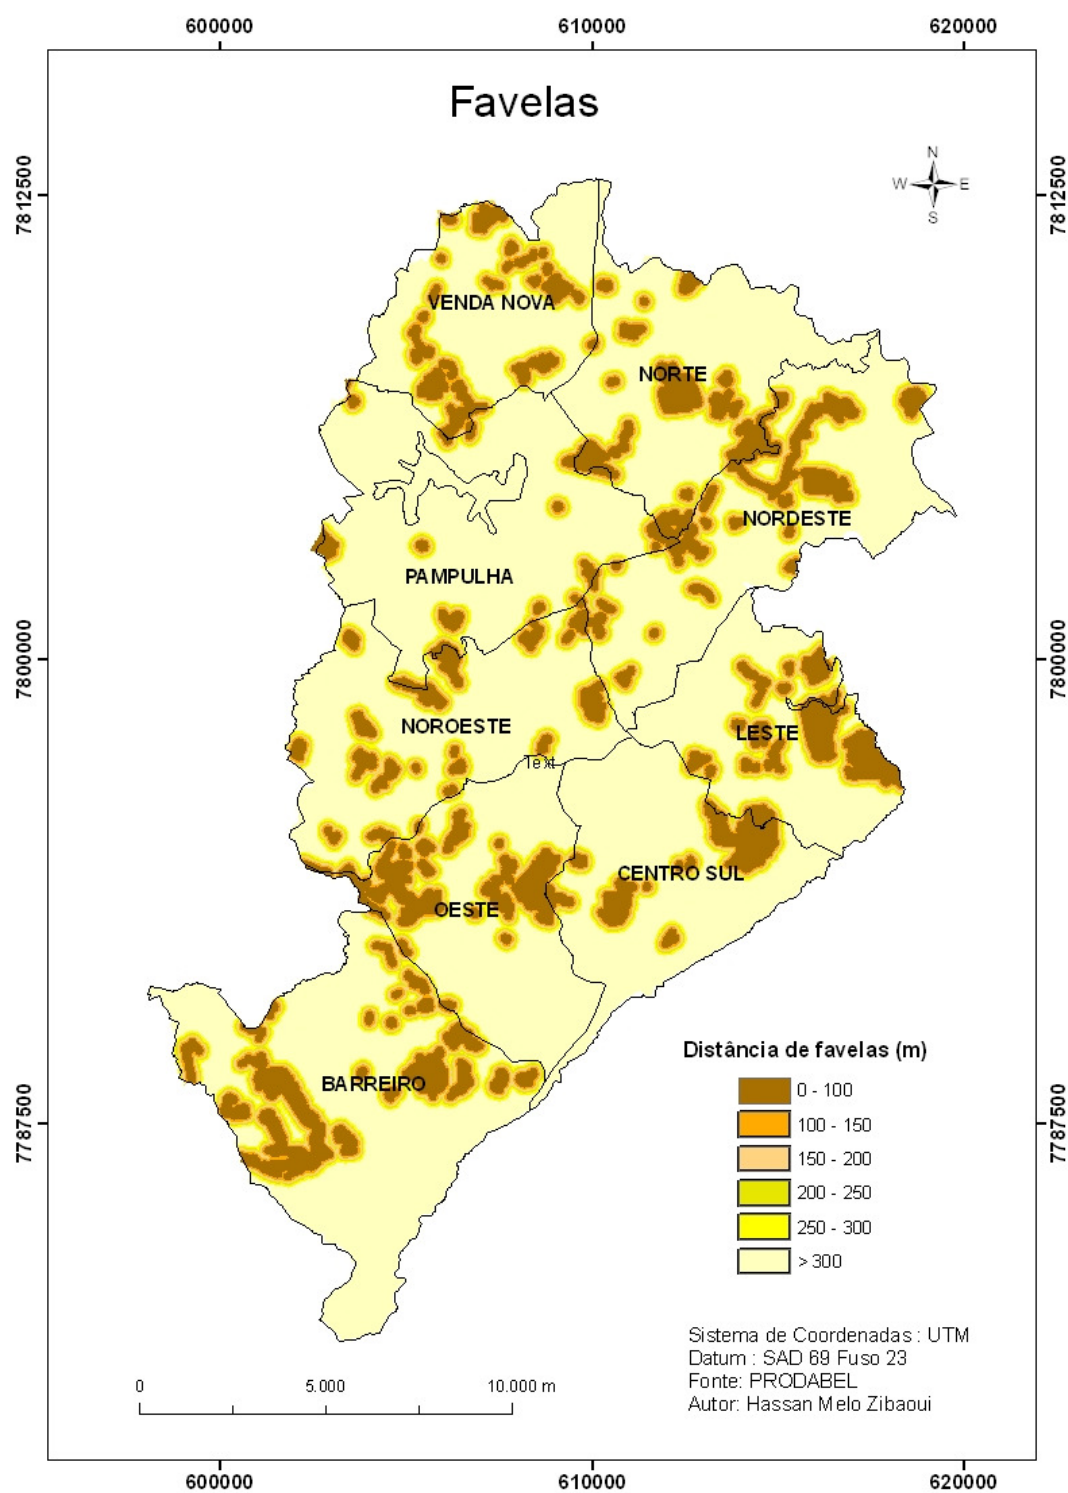 600000
610000
620000
Favelas
N
W
E
S
7812500
7812500
VENDA NOVA
NORTE
NORDESTE
PAMPULHA
7800000
7800000
NOROESTE
LESTE
Text
CENTRO SUL
OESTE
BARREIRO
7787500
7787500
Distância de favelas (m)
0 - 100
100 - 150
150 - 200
200 - 250
250 - 300
> 300
Sistema de Coordenadas : UTM
Datum : SAD 69 Fuso 23
Fonte: PRODABEL
Autor: Hassan Melo Zibaoui
0 5.000 10.000 m
600000
610000
620000